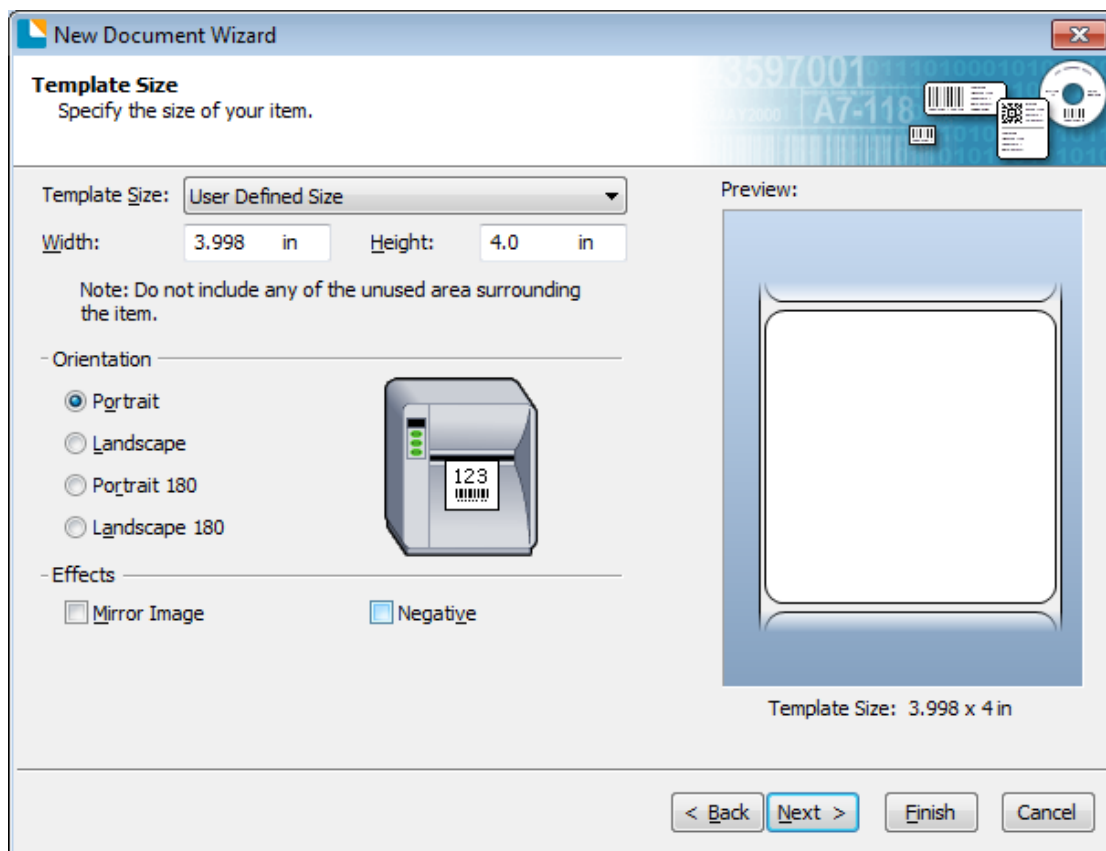 New Document Wizard
Template Size
Specify the size of your item.
3597001
A7-118
Template Size: User Defined Size
Width: 3.998 in Height: 4.0 in
Note: Do not include any of the unused area surrounding
the item.
Orientation
Portrait
Landscape
Portrait 180
Landscape 180
123
Effects
Mirror Image Negative
Preview:
Template Size: 3.998 x 4 in
< Back Next > Finish Cancel